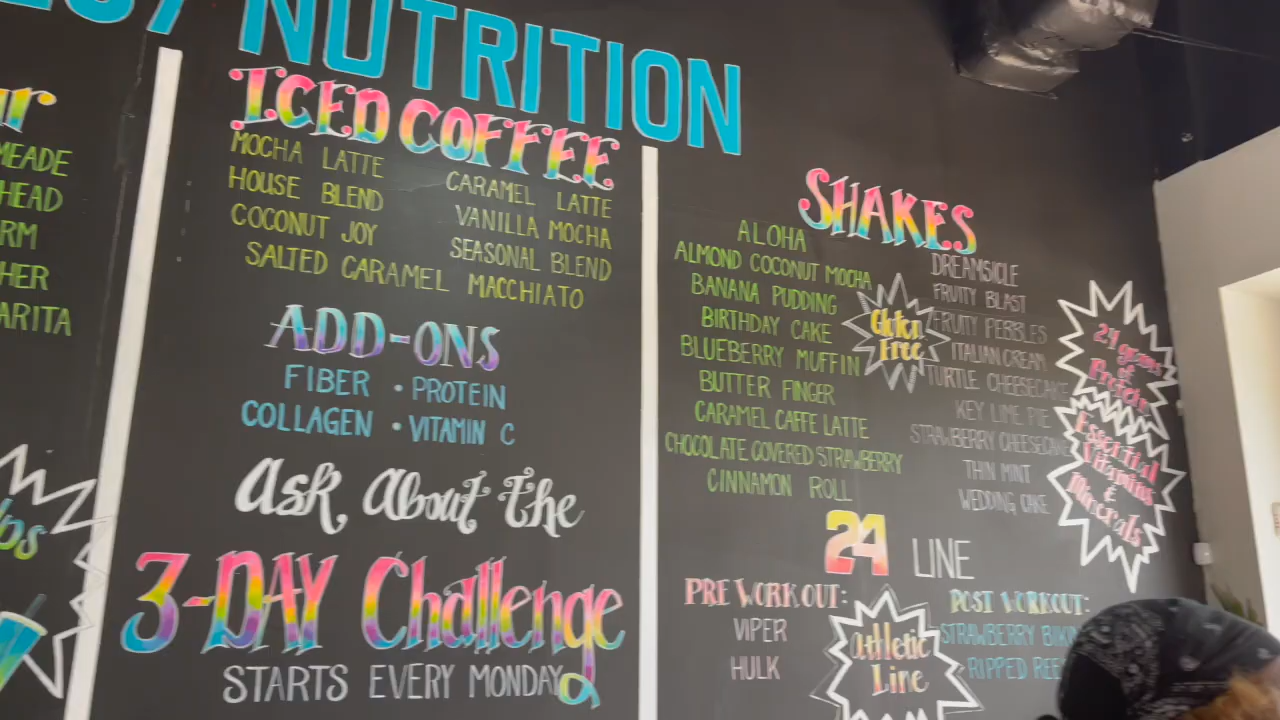 NUTRITION
MEADE
HEAD
RM
HER
ARITA
ICED COFFEE
MOCHA LATTE
HOUSE BLEND
COCONUT JOY
CARAMEL LATTE
VANILLA MOCHA
SEASONAL BLEND
SALTED CARAMEL MACCHIATO
ADD-ONS
FIBER • PROTEIN
COLLAGEN • VITAMIN C
Ask About the
3-DAY Challenge
STARTS EVERY MONDAY
SHAKES
ALOHA
ALMOND COCONUT MOCHA
BANANA PUDDING
BIRTHDAY CAKE
BLUEBERRY MUFFIN
BUTTER FINGER
CARAMEL CAFFE LATTE
CHOCOLATE COVERED STRAWBERRY
CINNAMON ROLL
Gluten
Free
DREAMSICLE
FRUITY BLAST
FRUITY PEBBLES
ITALIAN CREAM
TURTLE CHEESECAKE
KEY LIME PIE
STRAWBERRY CHEESECAKE
THIN MINT
WEDDING CAKE
24 grams
of
Protein
Essential
Vitamins
&
Minerals
24 LINE
PRE WORKOUT:
VIPER
HULK
Athletic
Line
POST WORKOUT:
STRAWBERRY
RIPPED